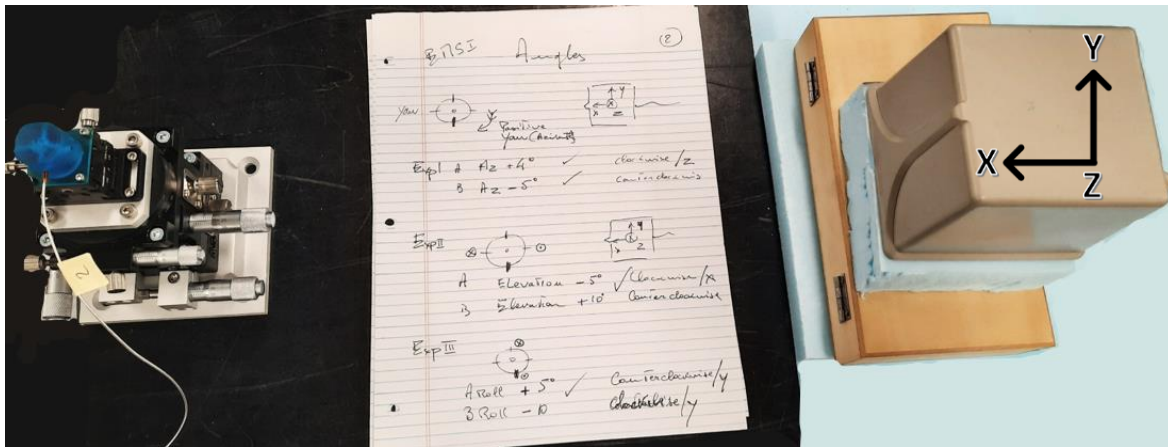 2
Angles
2
Yaw
y
x z
Positive
Yaw
Exp I A Az +4° ✓ clockwise/z
B Az -5° ✓ counterclockwis
Exp II
y
x z
A Elevation -5° ✓ Clockwise/x
B Elevation +10° Counterclockwise
Exp III
A Roll +5° ✓ Counterclockwise/y
B Roll -10 Clockwise/y
Y
X
Z